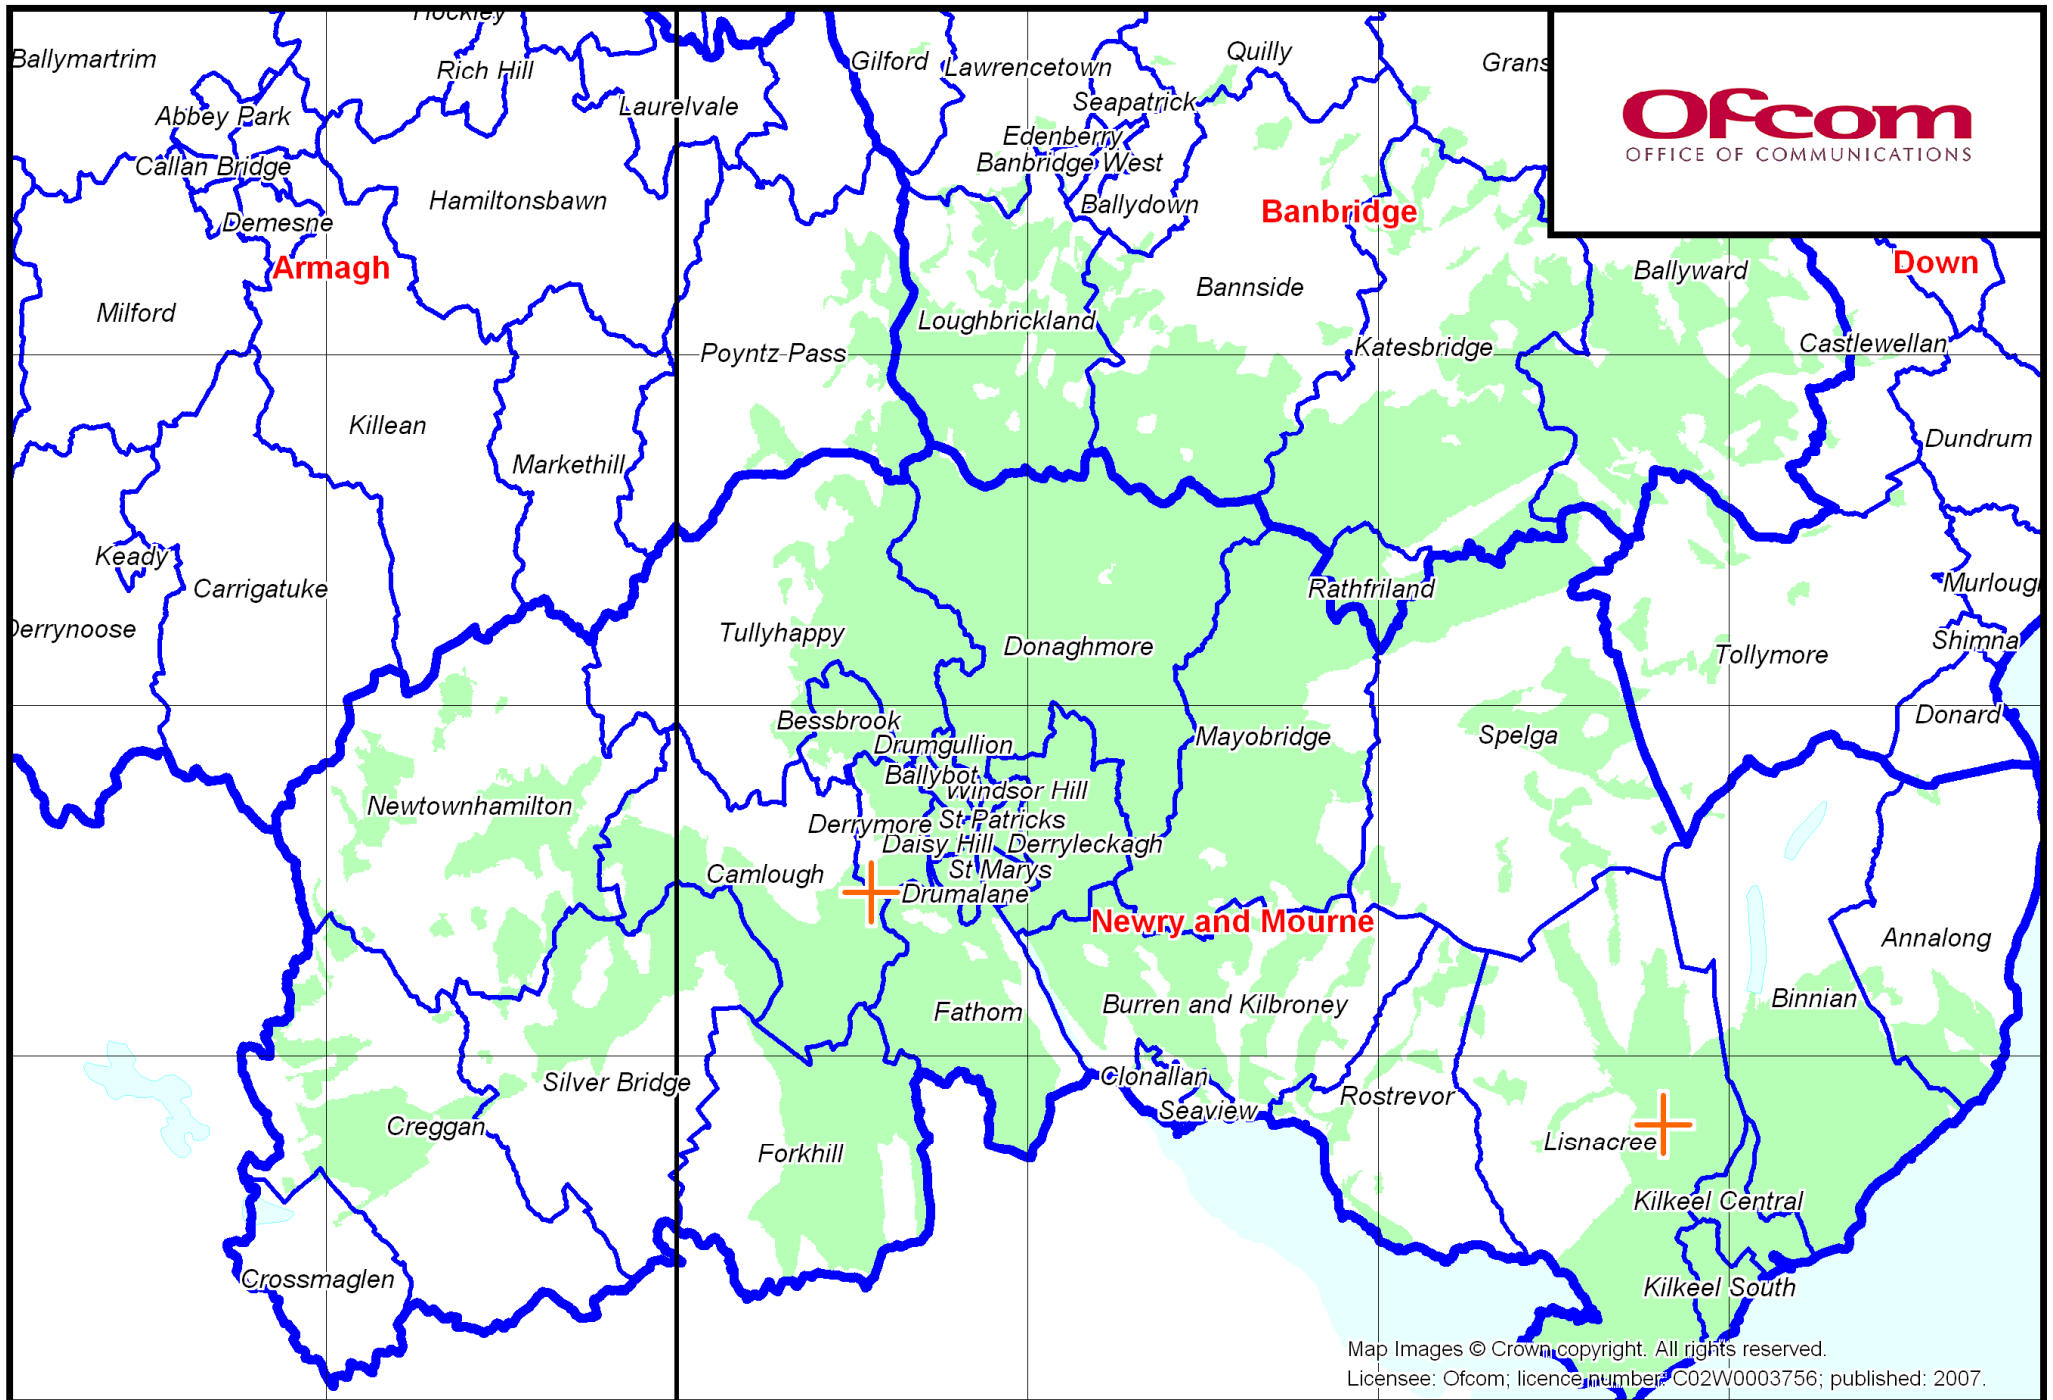 Hockley
Ballymartrim
Rich Hill
Gilford
Lawrencetown
Quilly
Grans
Ofcom
OFFICE OF COMMUNICATIONS
Abbey Park
Laurelvale
Seapatrick
Edenberry
Callan Bridge
Banbridge West
Hamiltonsbawn
Ballydown
Banbridge
Demesne
Armagh
Down
Ballyward
Bannside
Milford
Loughbrickland
Poyntz Pass
Katesbridge
Castlewellan
Killean
Dundrum
Markethill
Keady
Carrigatuke
Rathfriland
Murlough
Derrynoose
Tullyhappy
Donaghmore
Tollymore
Shimna
Bessbrook
Donard
Drumgullion
Mayobridge
Spelga
Ballybot
Windsor Hill
Newtownhamilton
Derrymore
St Patricks
Daisy Hill
Derryleckagh
Camlough
St Marys
Drumalane
Newry and Mourne
Annalong
Fathom
Burren and Kilbroney
Binnian
Silver Bridge
Clonallan
Rostrevor
Seaview
Creggan
Forkhill
Lisnacree
Kilkeel Central
Crossmaglen
Kilkeel South
Map Images © Crown copyright. All rights reserved.
Licensee: Ofcom; licence number: C02W0003756; published: 2007.